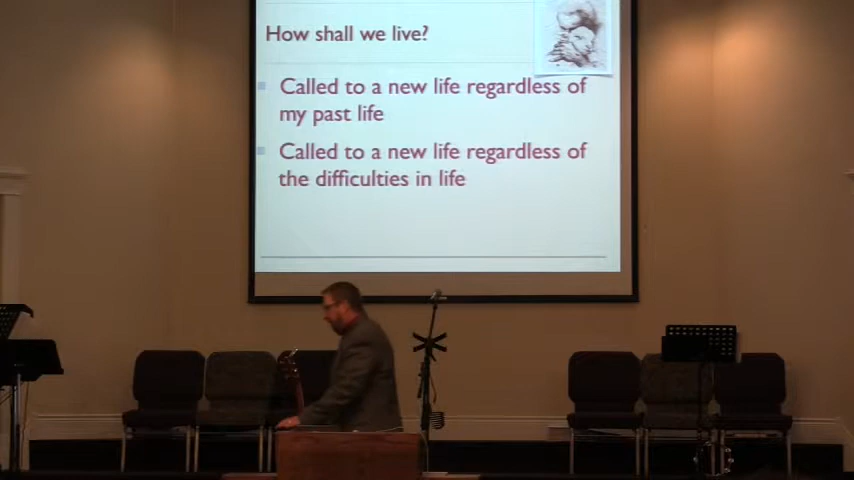 How shall we live?
Called to a new life regardless of
my past life
Called to a new life regardless of
the difficulties in life